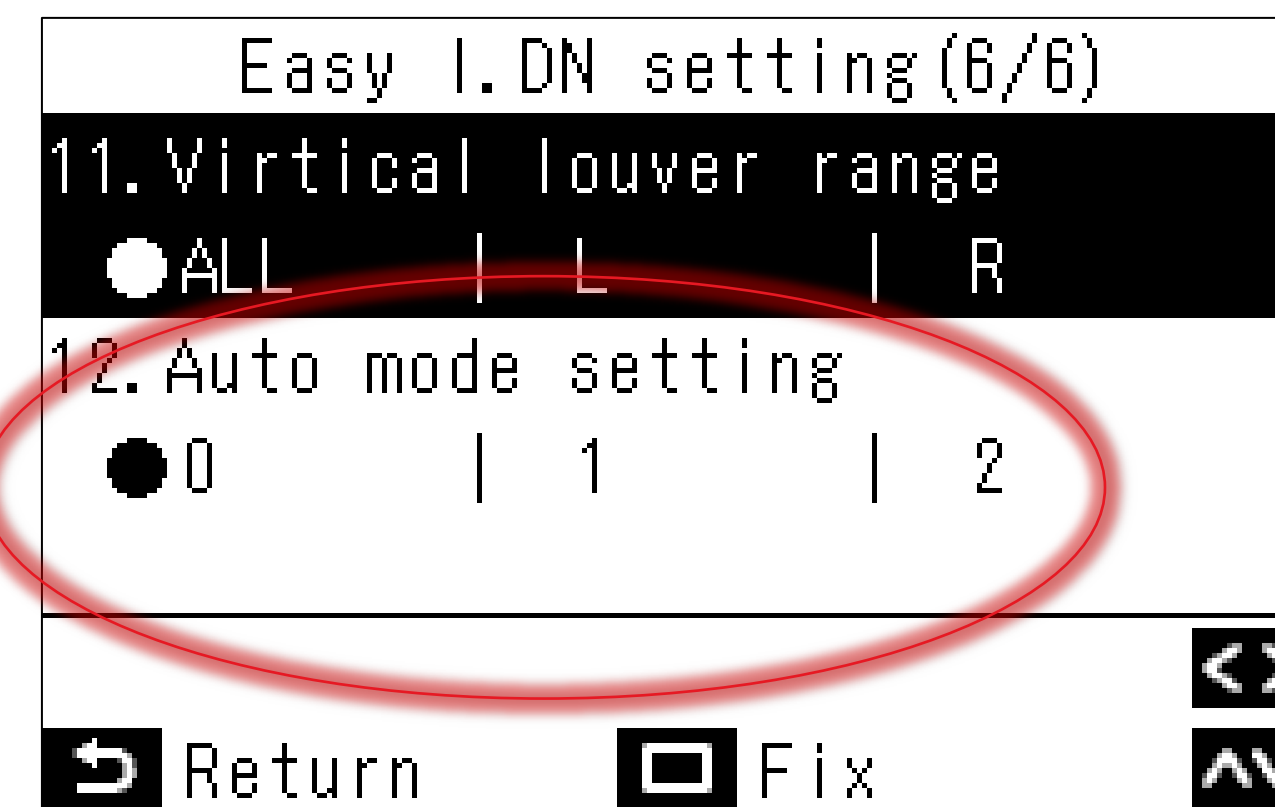 Easy I.DN setting(6/6)
11.Virtical louver range
●ALL | L | R
12.Auto mode setting
●0 | 1 | 2
Return Fix